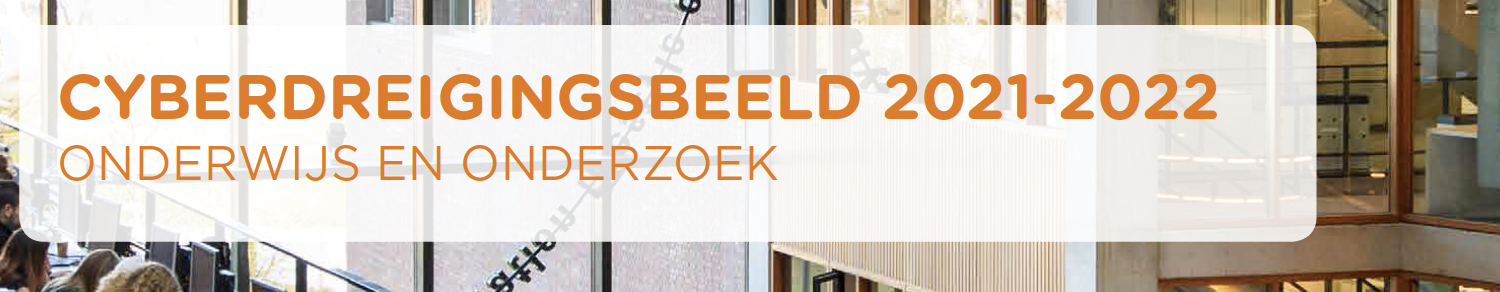 CYBERDREIGINGSBEELD 2021-2022
ONDERWIJS EN ONDERZOEK